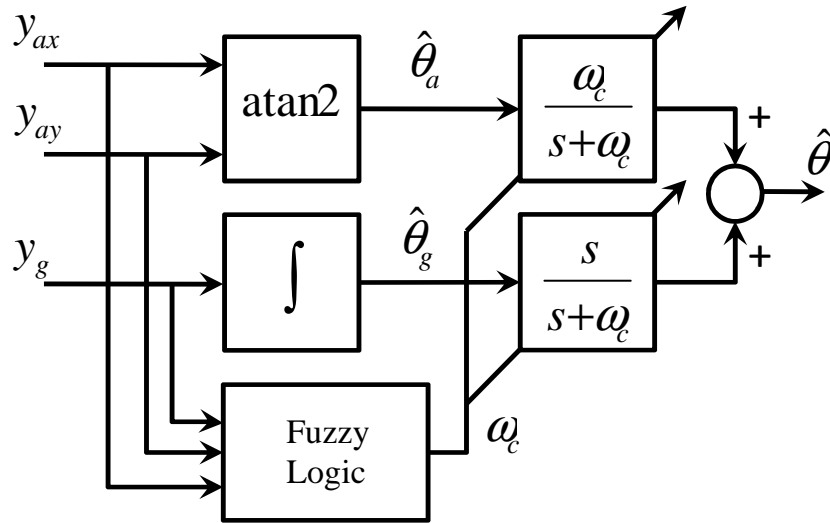 y_ax
y_ay
y_g
atan2
∫
Fuzzy
Logic
θ̂_a
θ̂_g
ω_c
ω_c
s+ω_c
s
s+ω_c
+
+
θ̂